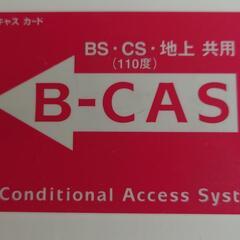 キャス カード
BS・CS・地上 共用
(110度)
B-CAS
Conditional Access Syst